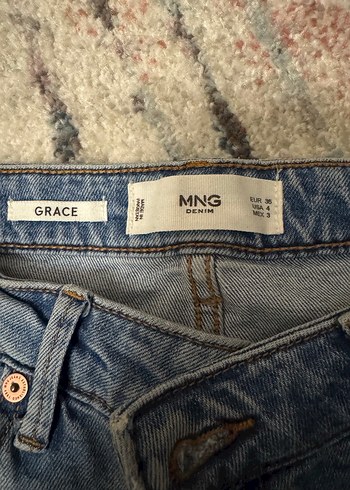 GRACE
MNG
DENIM
EUR 36
USA 4
MEX 3